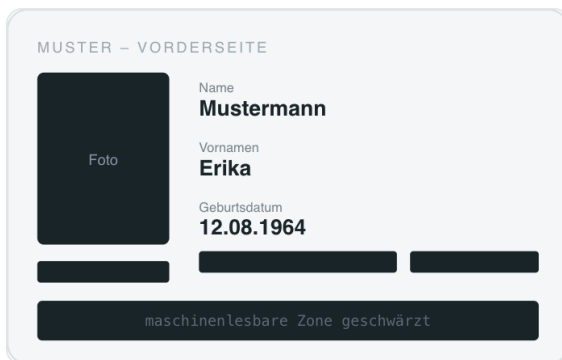 MUSTER – VORDERSEITE
Foto
Name
Mustermann
Vornamen
Erika
Geburtsdatum
12.08.1964
maschinenlesbare Zone geschwärzt